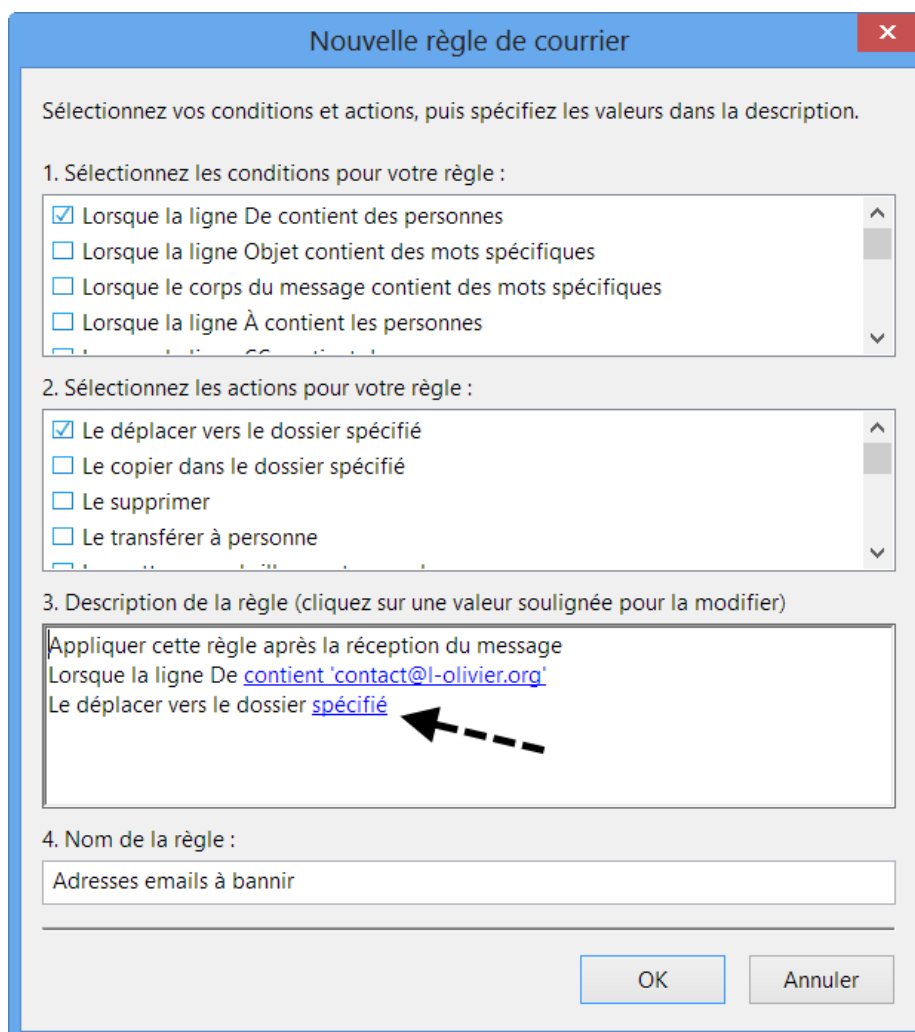 Nouvelle règle de courrier
Sélectionnez vos conditions et actions, puis spécifiez les valeurs dans la description.
1. Sélectionnez les conditions pour votre règle :
Lorsque la ligne De contient des personnes
Lorsque la ligne Objet contient des mots spécifiques
Lorsque le corps du message contient des mots spécifiques
Lorsque la ligne À contient les personnes
2. Sélectionnez les actions pour votre règle :
Le déplacer vers le dossier spécifié
Le copier dans le dossier spécifié
Le supprimer
Le transférer à personne
3. Description de la règle (cliquez sur une valeur soulignée pour la modifier)
Appliquer cette règle après la réception du message
Lorsque la ligne De contient 'contact@l-olivier.org'
Le déplacer vers le dossier spécifié
4. Nom de la règle :
Adresses emails à bannir
OK Annuler